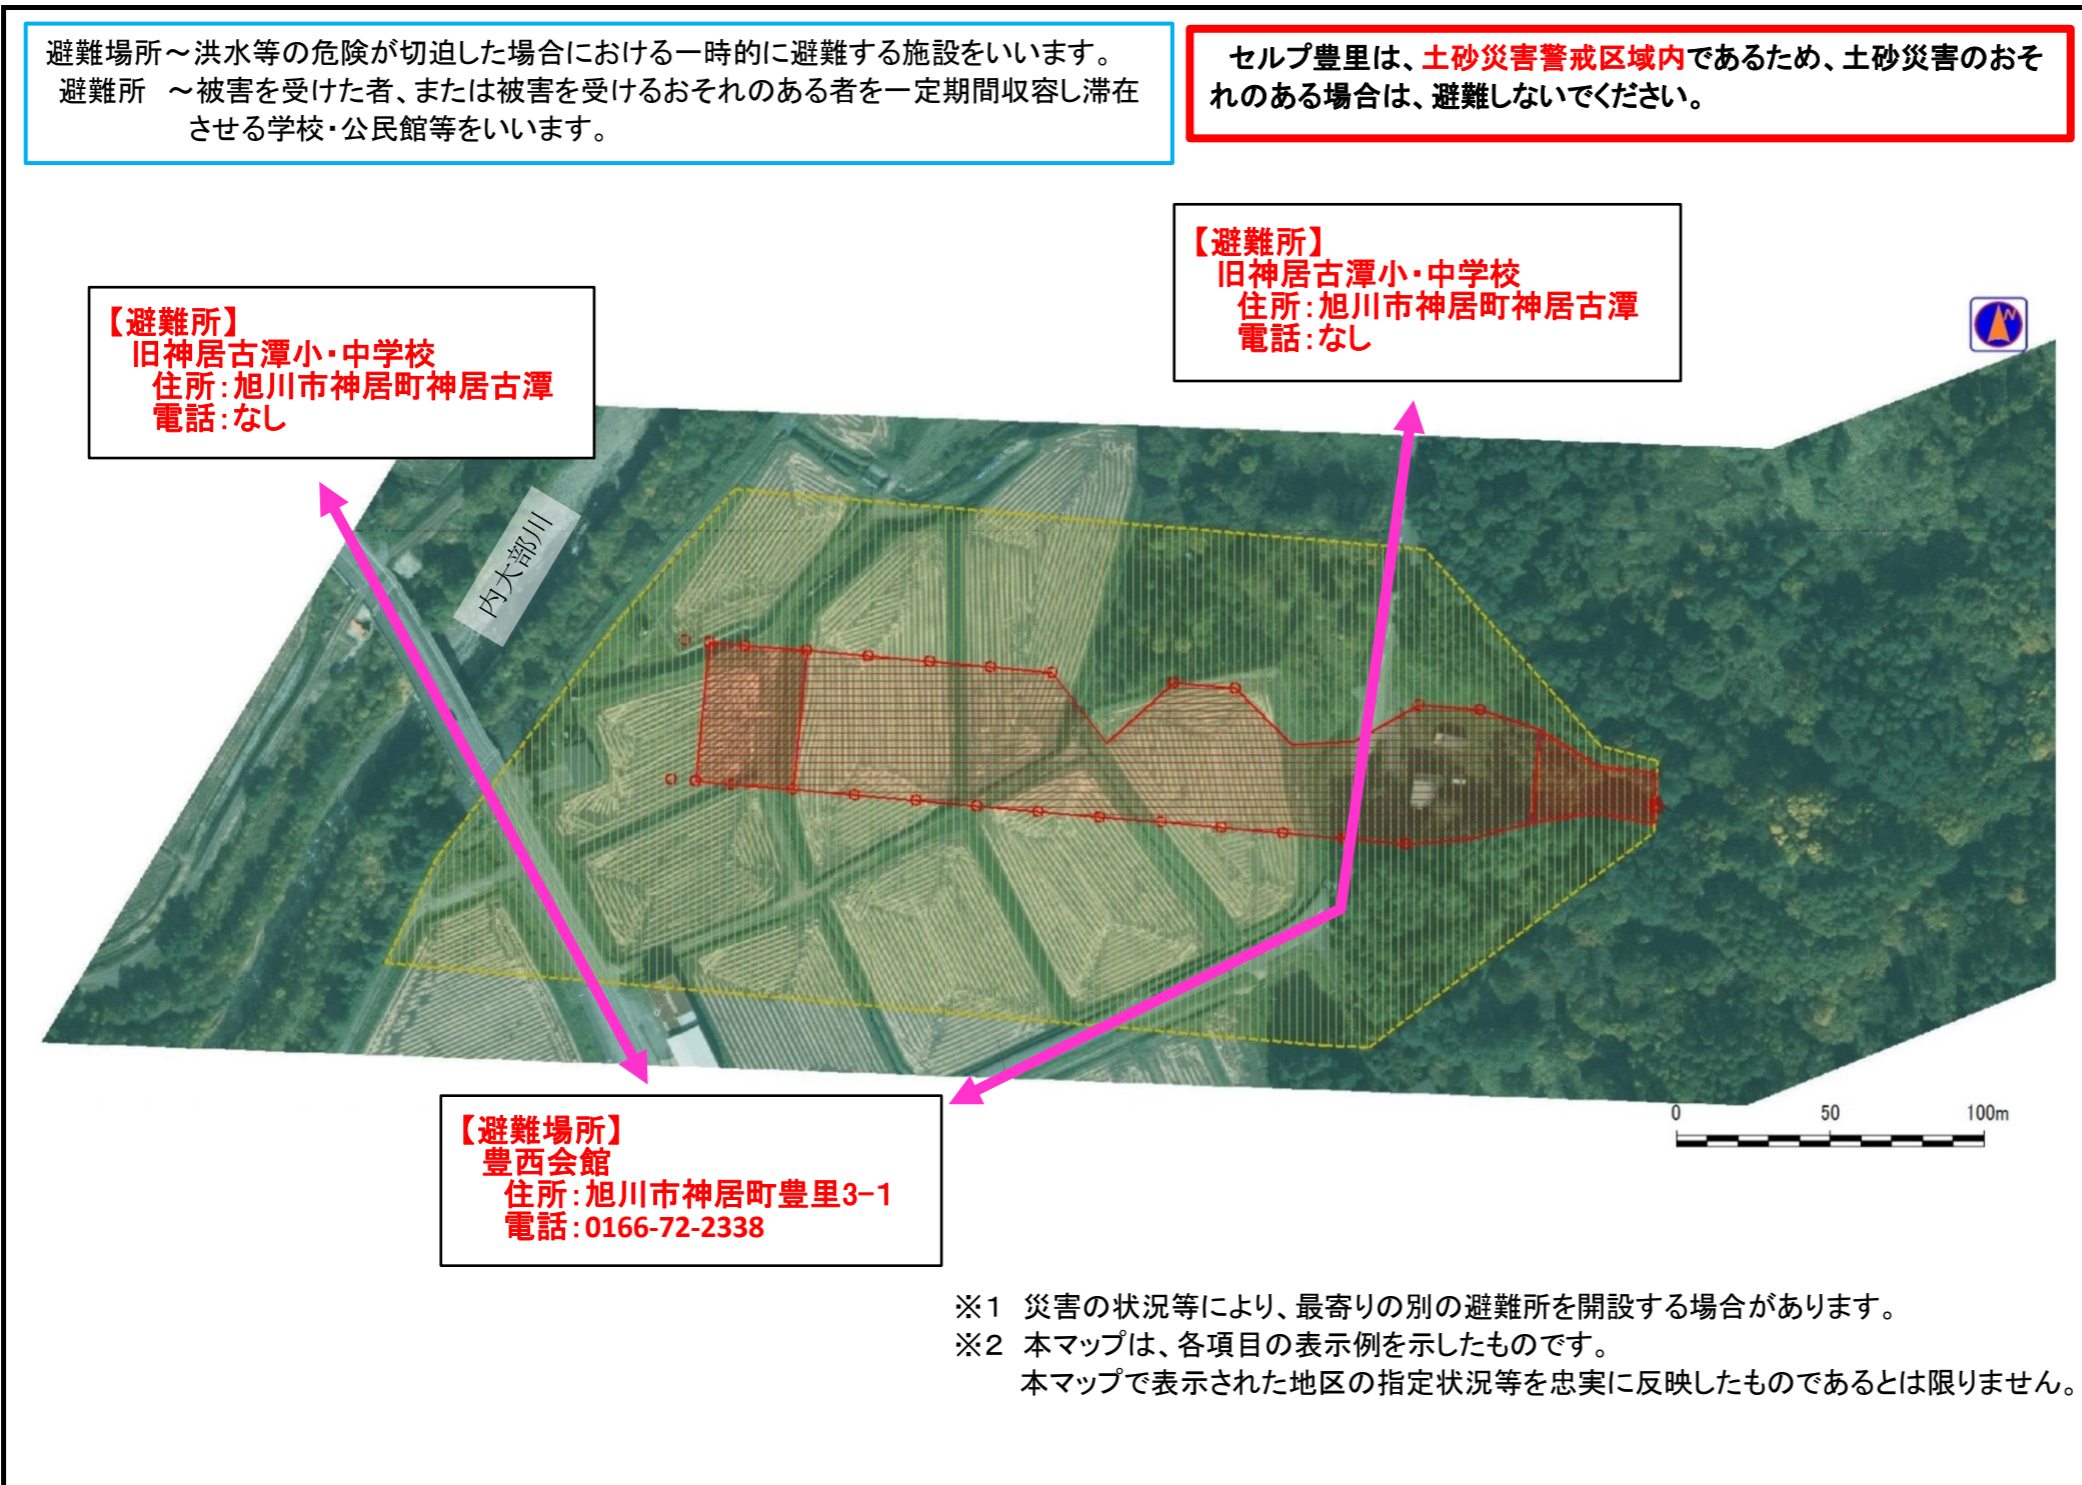 避難場所～洪水等の危険が切迫した場合における一時的に避難する施設をいいます。
避難所　～被害を受けた者、または被害を受けるおそれのある者を一定期間収容し滞在
させる学校・公民館等をいいます。
セルプ豊里は、土砂災害警戒区域内であるため、土砂災害のおそ
れのある場合は、避難しないでください。
【避難所】
旧神居古潭小・中学校
住所：旭川市神居町神居古潭
電話：なし
【避難所】
旧神居古潭小・中学校
住所：旭川市神居町神居古潭
電話：なし
N
内大部川
0 50 100m
【避難場所】
豊西会館
住所：旭川市神居町豊里3-1
電話：0166-72-2338
※１ 災害の状況等により、最寄りの別の避難所を開設する場合があります。
※２ 本マップは、各項目の表示例を示したものです。
本マップで表示された地区の指定状況等を忠実に反映したものであるとは限りません。